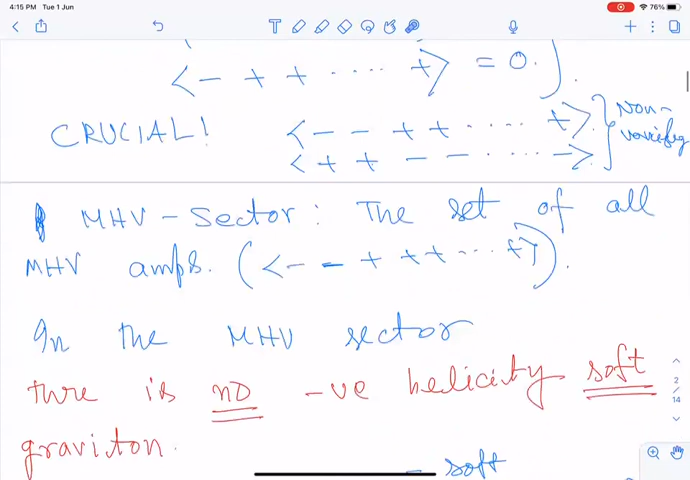 4:15 PM Tue 1 Jun
76%
<- + + .... +> = 0.
CRUCIAL! <- - + + ..... +> Non-
<+ + - - ..... -> vanishing
MHV-Sector: The set of all
MHV amps. (<- - + ++ ... +>).
In the MHV sector
2
14
thre is no -ve helicity soft
graviton.
- soft